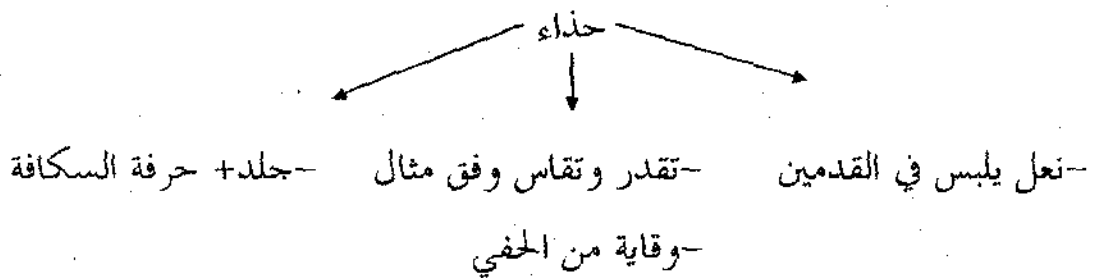 حذاء
-نعل يلبس في القدمين -تقدر وتقاس وفق مثال -جلد+ حرفة السكافة
-وقاية من الحفي